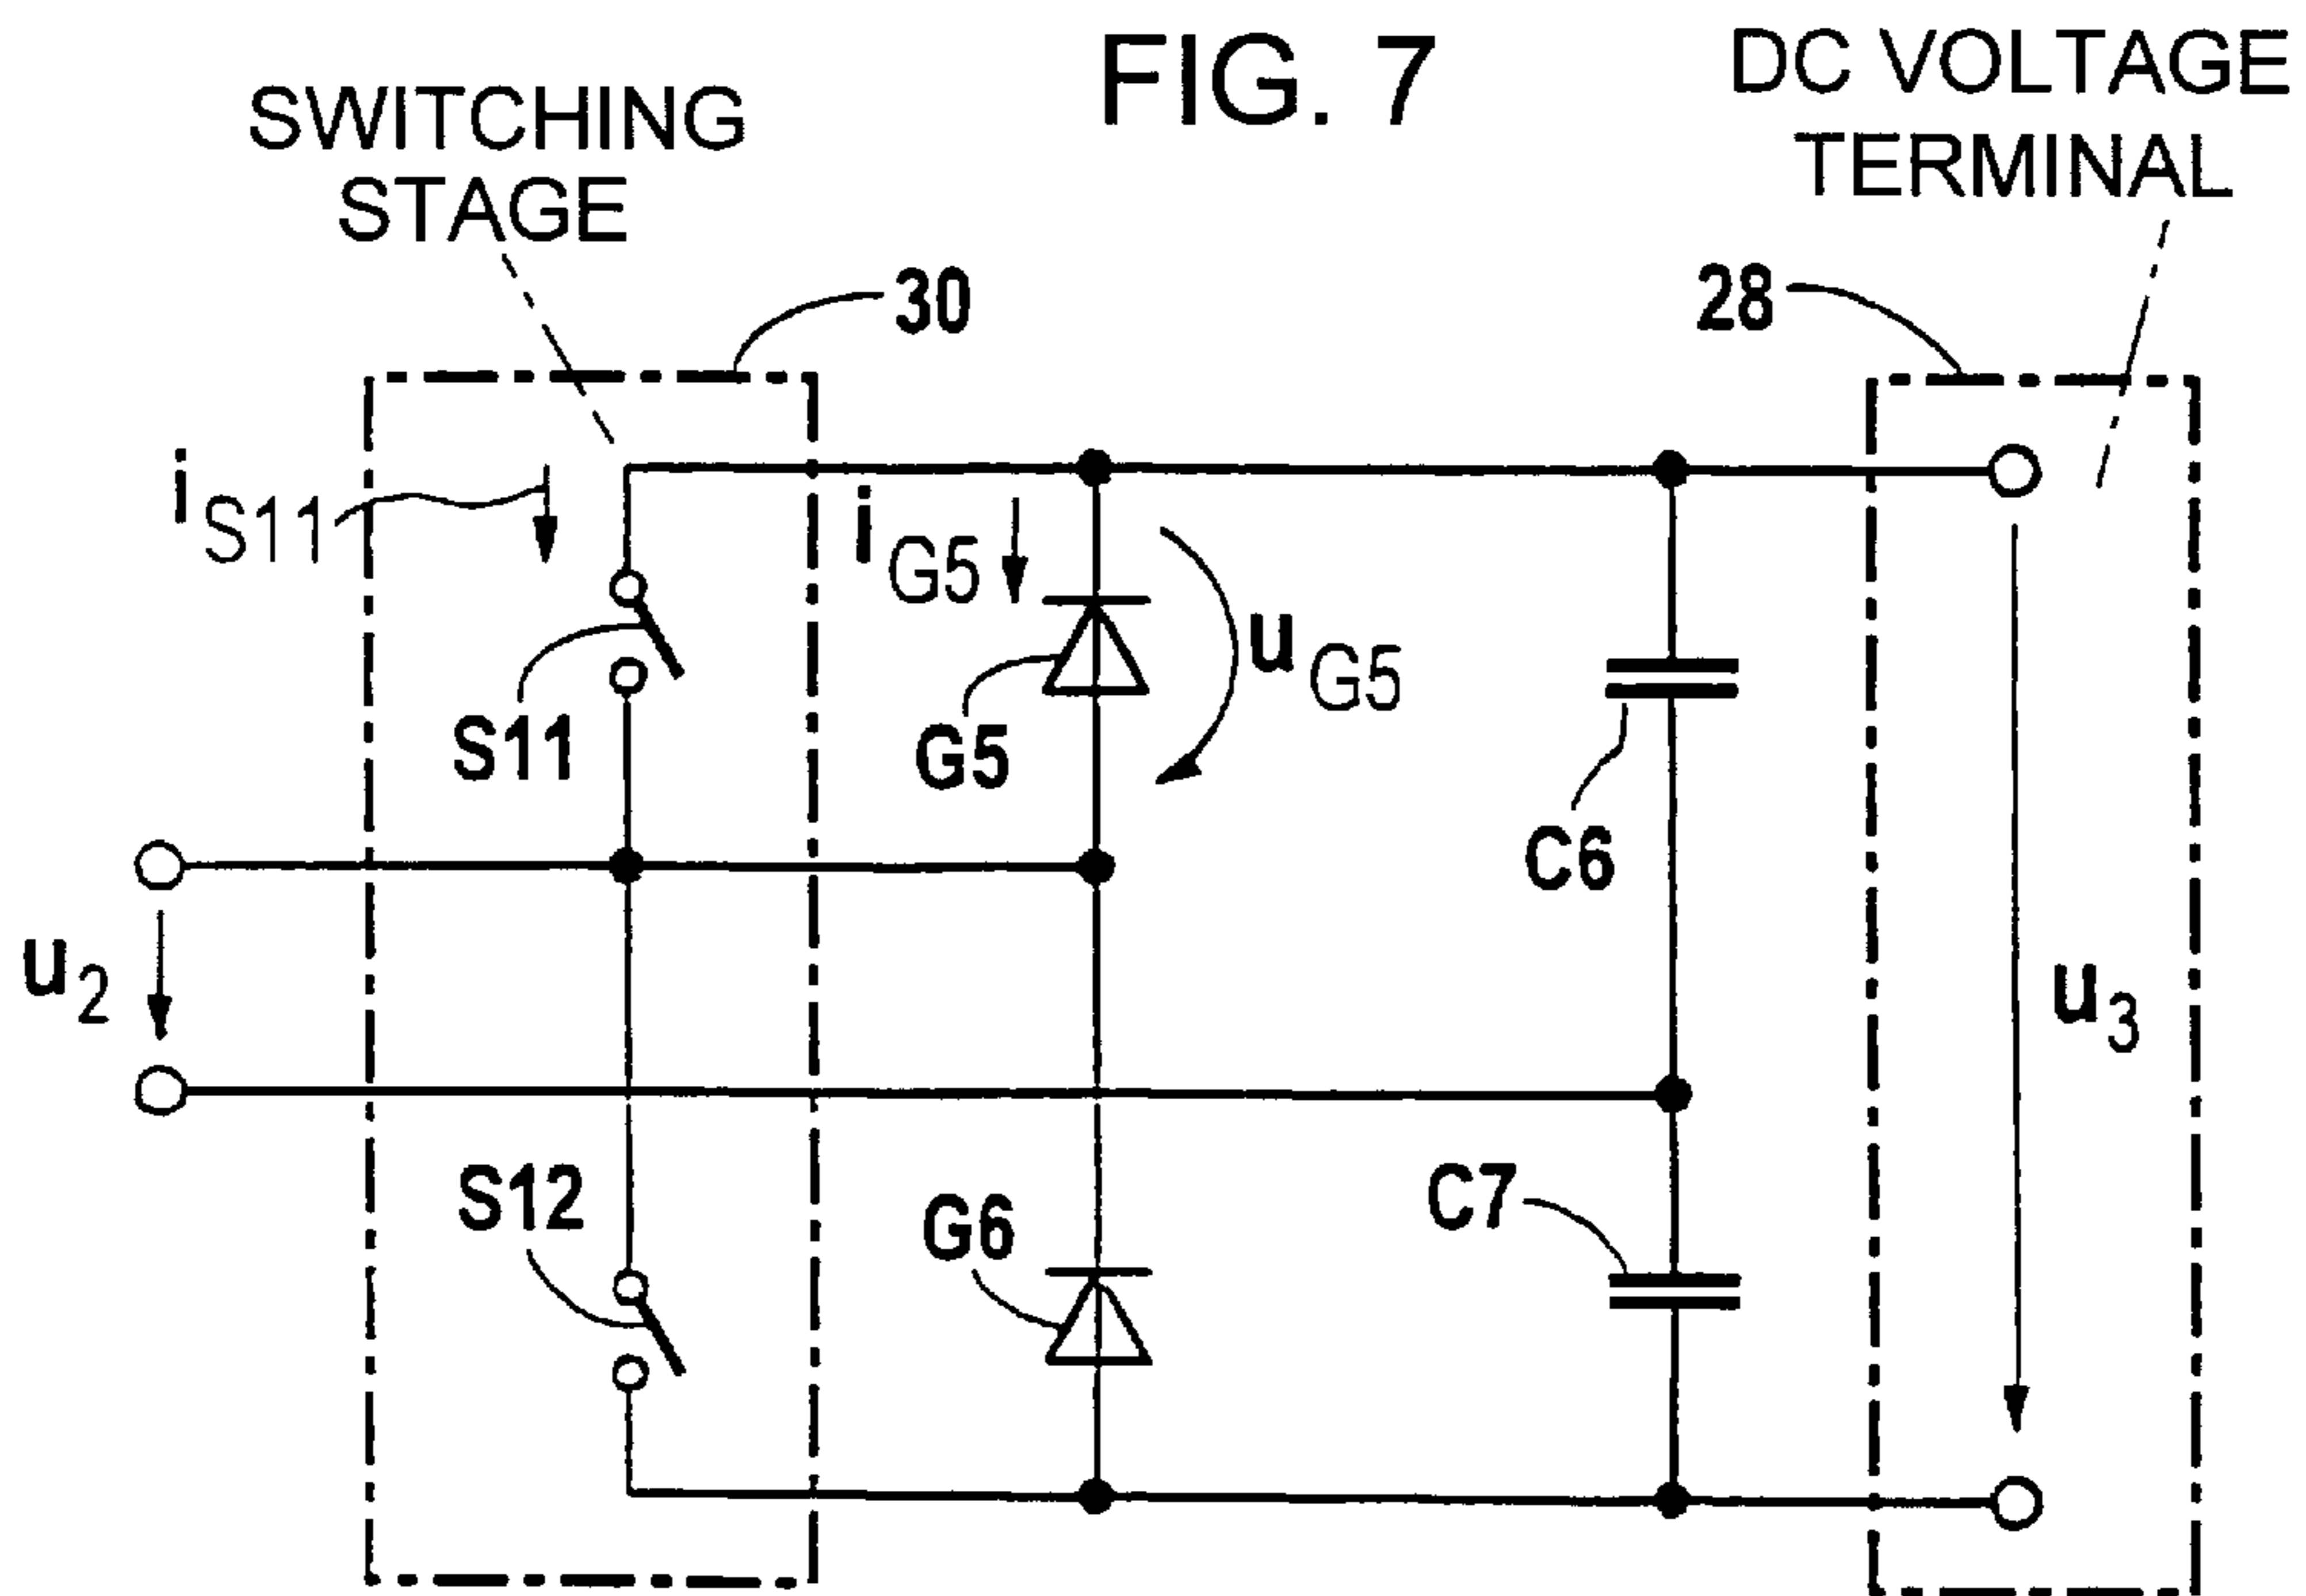 FIG. 7
SWITCHING
STAGE
DC VOLTAGE
TERMINAL
30
28
iS11
iG5
uG5
S11
G5
C6
u2
u3
S12
G6
C7